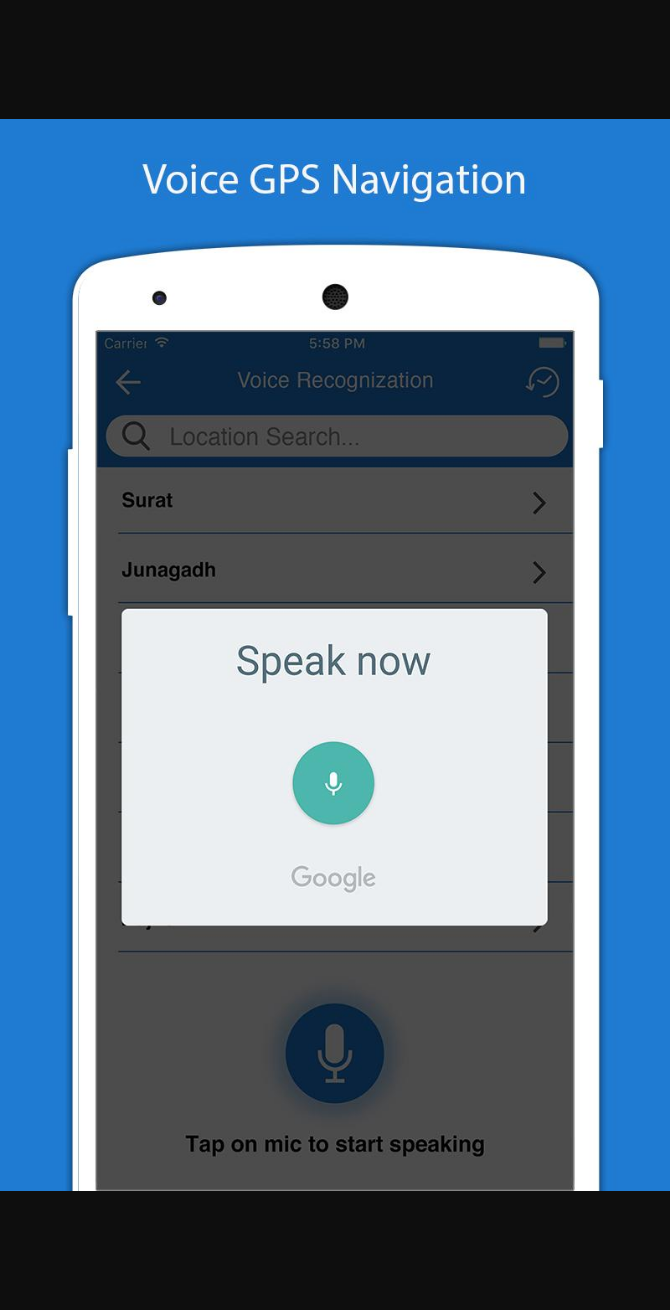 Voice GPS Navigation
Carrier
5:58 PM
Voice Recognization
Location Search...
Surat
Junagadh
Speak now
Google
Tap on mic to start speaking